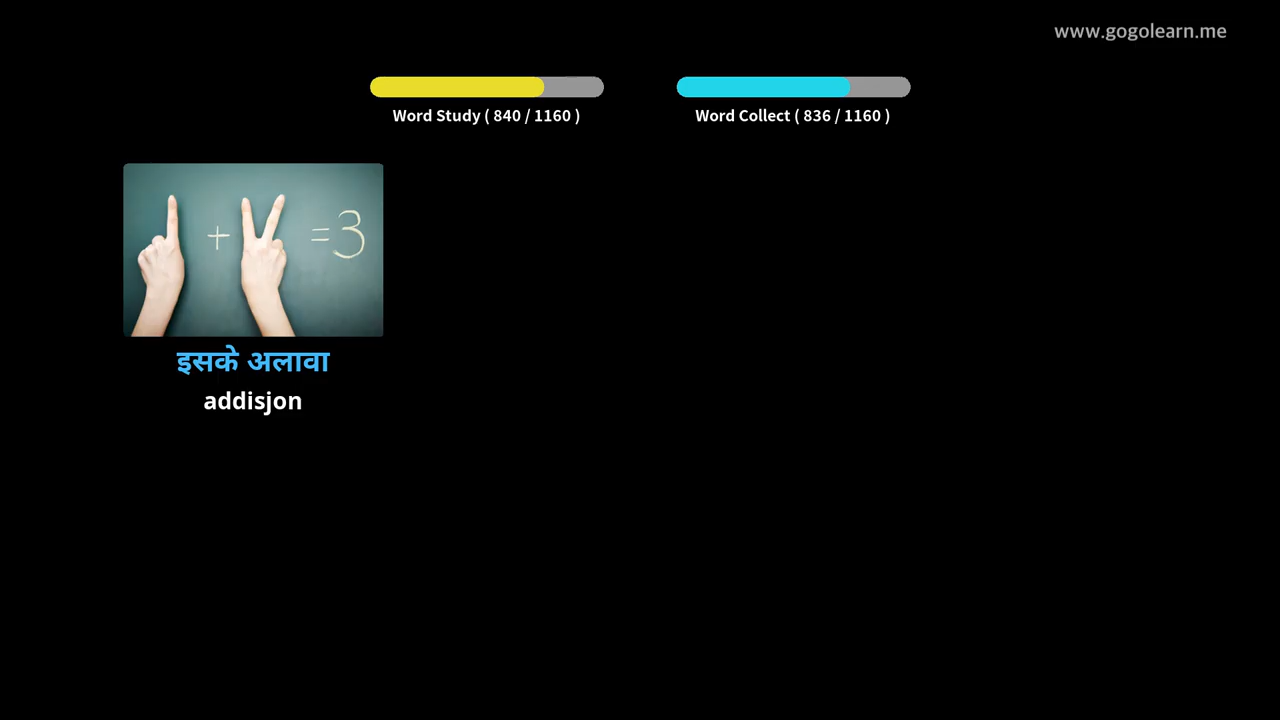 www.gogolearn.me
Word Study ( 840 / 1160 )
Word Collect ( 836 / 1160 )
+ =3
इसके अलावा
addisjon